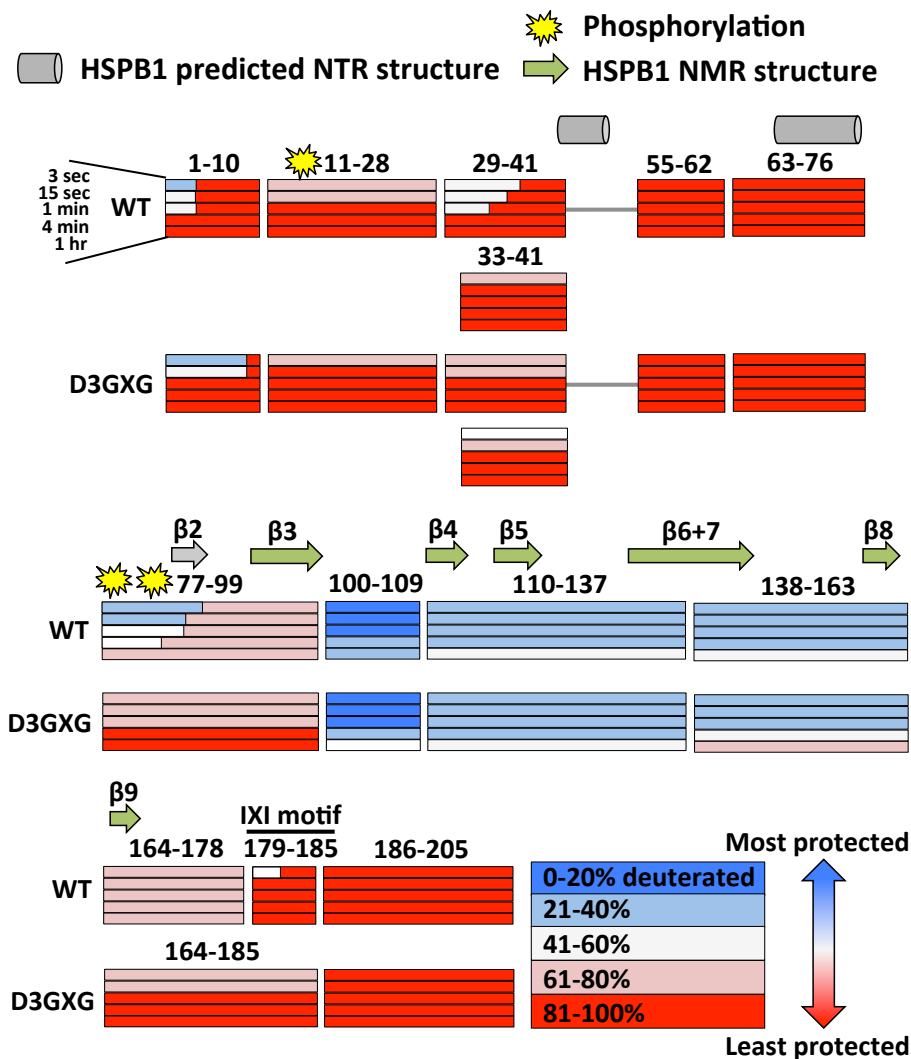 Phosphorylation
HSPB1 predicted NTR structure
HSPB1 NMR structure
1-10 11-28 29-41 55-62 63-76
3 sec
15 sec
1 min
4 min
1 hr
WT
33-41
D3GXG
β2 β3 β4 β5 β6+7 β8
77-99 100-109 110-137 138-163
WT
D3GXG
β9
IXI motif
164-178 179-185 186-205
WT
164-185
D3GXG
0-20% deuterated
21-40%
41-60%
61-80%
81-100%
Most protected
Least protected